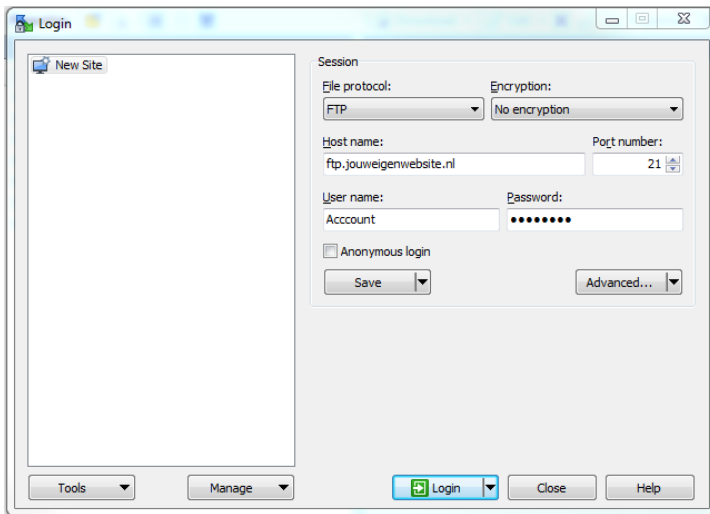 Login
New Site
Session
File protocol: Encryption:
FTP No encryption
Host name: Port number:
ftp.jouweigenwebsite.nl 21
User name: Password:
Acccount ••••••••
Anonymous login
Save Advanced...
Tools Manage Login Close Help